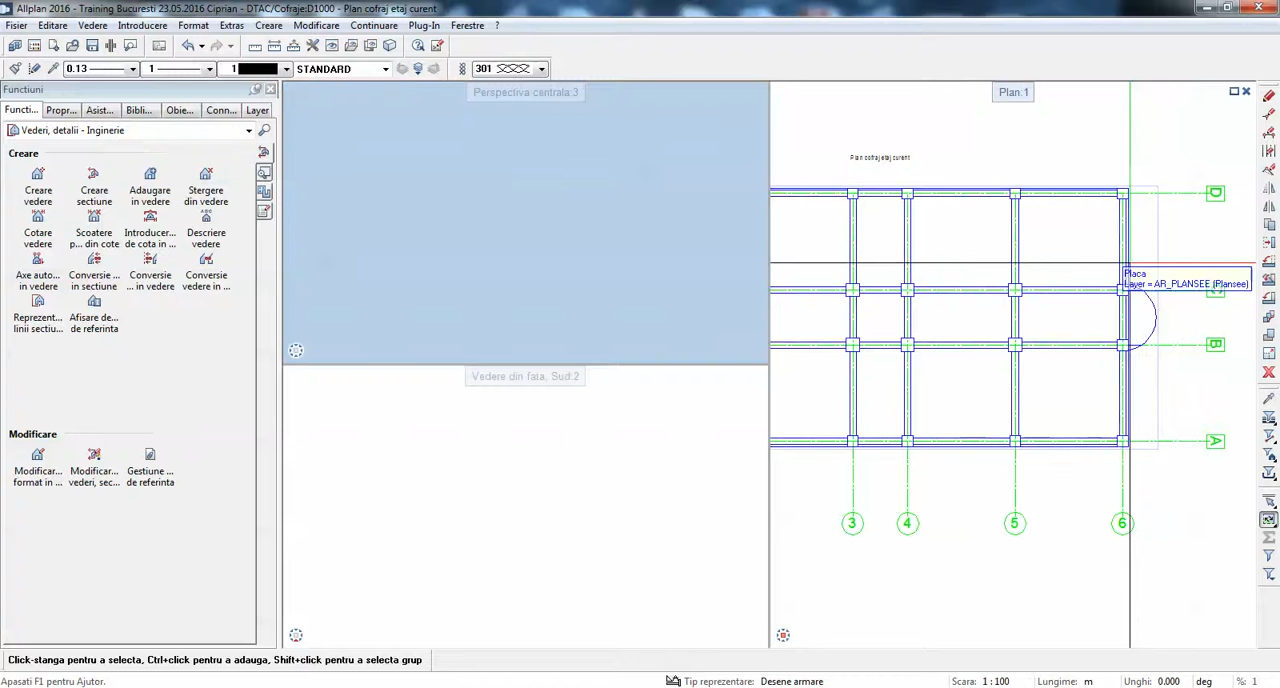 Allplan 2016 - Training Bucuresti 23.05.2016 Ciprian - DTAC/Cofraje:D1000 - Plan cofraj etaj curent
Fisier Editare Vedere Introducere Format Extras Creare Modificare Continuare Plug-In Ferestre ?
0.13 1 1 STANDARD 301
Functiuni
Functi... Propr... Asist... Bibli... Obie... Conn... Layer
Vederi, detalii - Inginerie
Creare
Creare vedere
Creare sectiune
Adaugare in vedere
Stergere din vedere
Cotare vedere
Scoatere p... din cote
Introducer... de cota in ...
Descriere vedere
Axe auto... in vedere
Conversie ... in sectiune
Conversie ... in vedere
Conversie vedere in ...
Reprezent... linii sectiu...
Afisare de... de referinta
Modificare
Modificar... format in ...
Modificar... vederi, sec...
Gestiune ... de referinta
Perspectiva centrala:3
Vedere din fata, Sud:2
Plan:1
Plan cofraj etaj curent
D
Placa
Layer = AR_PLANSEE (Plansee)
B
A
3 4 5 6
Click-stanga pentru a selecta, Ctrl+click pentru a adauga, Shift+click pentru a selecta grup
Apasati F1 pentru Ajutor. Tip reprezentare: Desene armare Scara: 1 : 100 Lungime: m Unghi: 0.000 deg %: 1